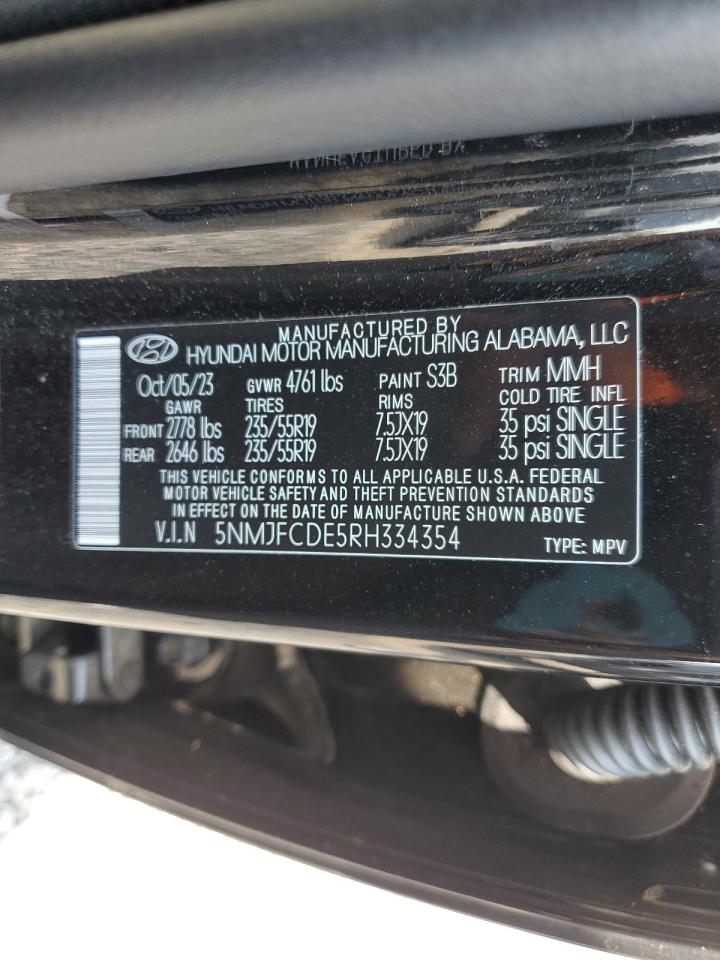 MANUFACTURED BY
HYUNDAI MOTOR MANUFACTURING ALABAMA, LLC
Oct/05/23 GVWR 4761 lbs PAINT S3B TRIM MMH
GAWR TIRES RIMS COLD TIRE INFL
FRONT 2778 lbs 235/55R19 7.5JX19 35 psi SINGLE
REAR 2646 lbs 235/55R19 7.5JX19 35 psi SINGLE
THIS VEHICLE CONFORMS TO ALL APPLICABLE U.S.A. FEDERAL
MOTOR VEHICLE SAFETY AND THEFT PREVENTION STANDARDS
IN EFFECT ON THE DATE OF MANUFACTURE SHOWN ABOVE
V.I.N 5NMJFCDE5RH334354 TYPE: MPV